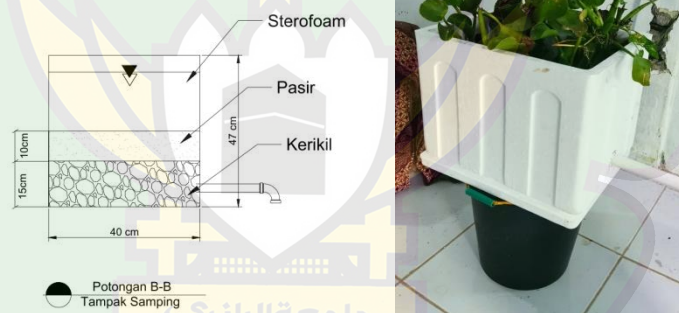 Sterofoam
Pasir
Kerikil
10cm
15cm
47 cm
40 cm
Potongan B-B
Tampak Samping